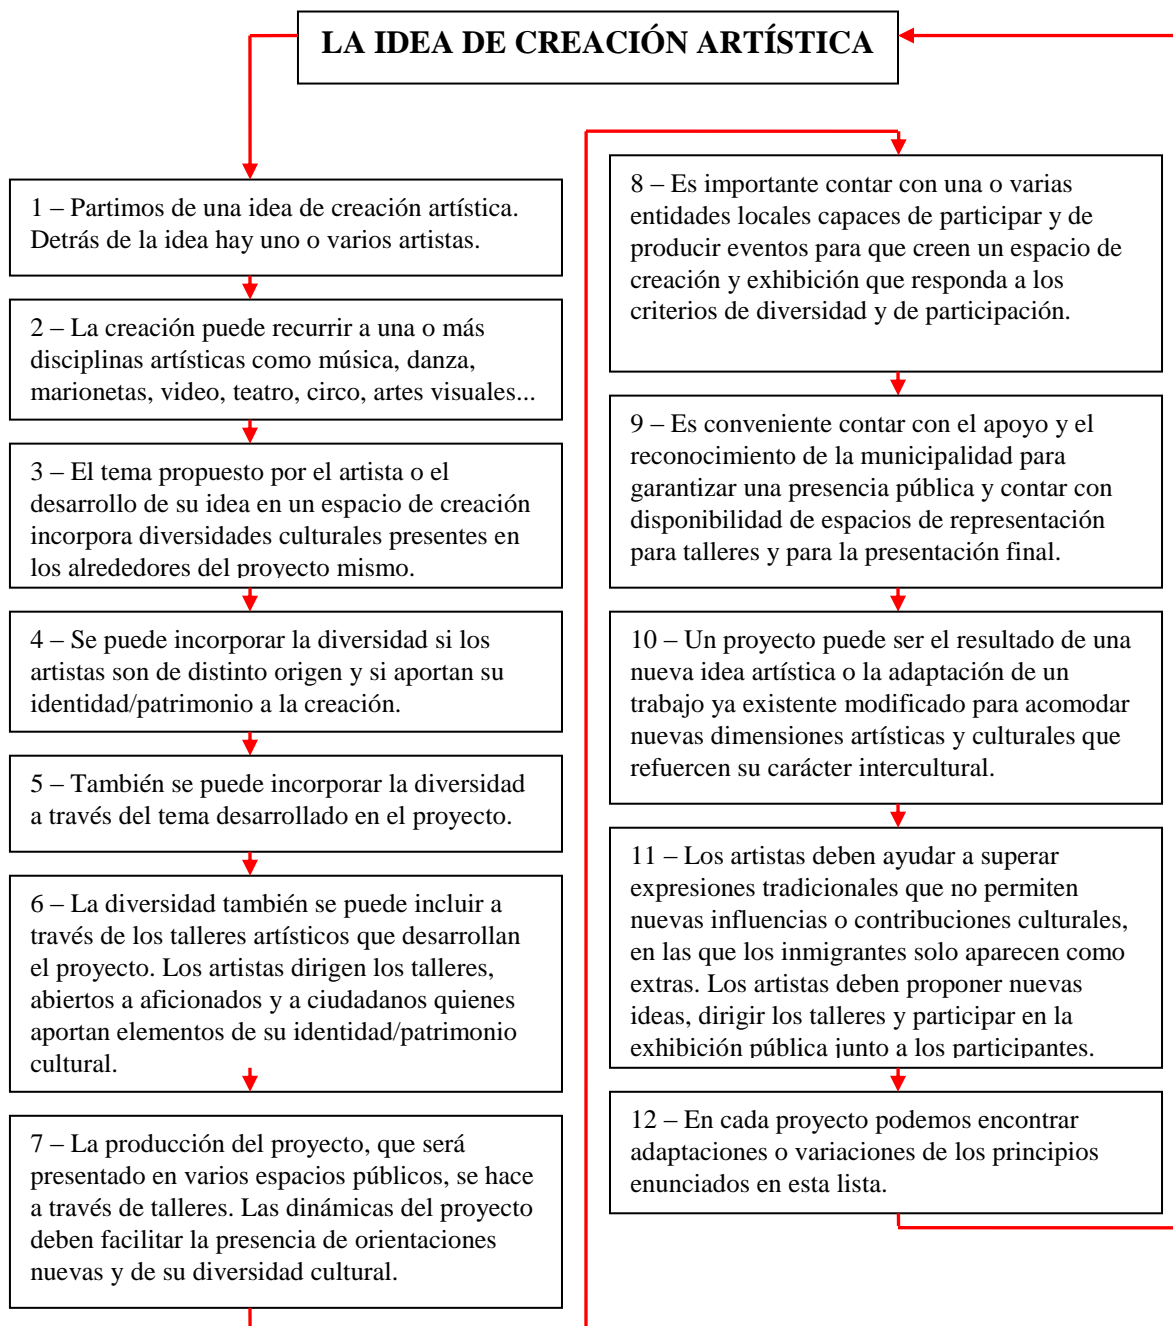 LA IDEA DE CREACIÓN ARTÍSTICA
1 – Partimos de una idea de creación artística.
Detrás de la idea hay uno o varios artistas.
2 – La creación puede recurrir a una o más
disciplinas artísticas como música, danza,
marionetas, video, teatro, circo, artes visuales...
3 – El tema propuesto por el artista o el
desarrollo de su idea en un espacio de creación
incorpora diversidades culturales presentes en
los alrededores del proyecto mismo.
4 – Se puede incorporar la diversidad si los
artistas son de distinto origen y si aportan su
identidad/patrimonio a la creación.
5 – También se puede incorporar la diversidad
a través del tema desarrollado en el proyecto.
6 – La diversidad también se puede incluir a
través de los talleres artísticos que desarrollan
el proyecto. Los artistas dirigen los talleres,
abiertos a aficionados y a ciudadanos quienes
aportan elementos de su identidad/patrimonio
cultural.
7 – La producción del proyecto, que será
presentado en varios espacios públicos, se hace
a través de talleres. Las dinámicas del proyecto
deben facilitar la presencia de orientaciones
nuevas y de su diversidad cultural.
8 – Es importante contar con una o varias
entidades locales capaces de participar y de
producir eventos para que creen un espacio de
creación y exhibición que responda a los
criterios de diversidad y de participación.
9 – Es conveniente contar con el apoyo y el
reconocimiento de la municipalidad para
garantizar una presencia pública y contar con
disponibilidad de espacios de representación
para talleres y para la presentación final.
10 – Un proyecto puede ser el resultado de una
nueva idea artística o la adaptación de un
trabajo ya existente modificado para acomodar
nuevas dimensiones artísticas y culturales que
refuercen su carácter intercultural.
11 – Los artistas deben ayudar a superar
expresiones tradicionales que no permiten
nuevas influencias o contribuciones culturales,
en las que los inmigrantes solo aparecen como
extras. Los artistas deben proponer nuevas
ideas, dirigir los talleres y participar en la
exhibición pública junto a los participantes.
12 – En cada proyecto podemos encontrar
adaptaciones o variaciones de los principios
enunciados en esta lista.